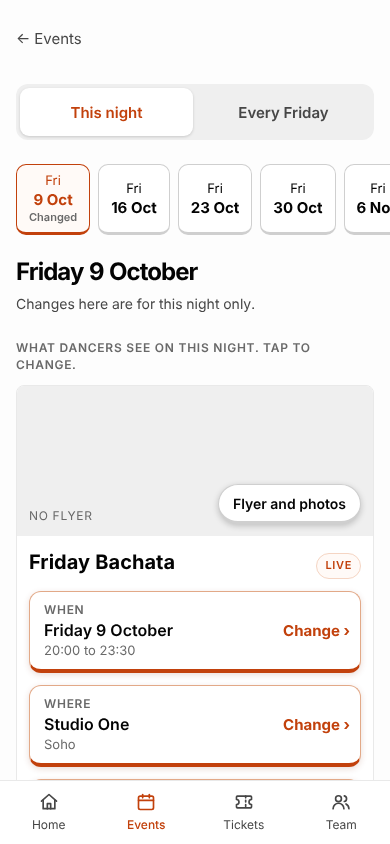 ← Events
This night
Every Friday
Fri
9 Oct
Changed
Fri
16 Oct
Fri
23 Oct
Fri
30 Oct
Fri
6 No
Friday 9 October
Changes here are for this night only.
WHAT DANCERS SEE ON THIS NIGHT. TAP TO
CHANGE.
NO FLYER
Flyer and photos
Friday Bachata
LIVE
WHEN
Friday 9 October
20:00 to 23:30
Change ›
WHERE
Studio One
Soho
Change ›
Home
Events
Tickets
Team